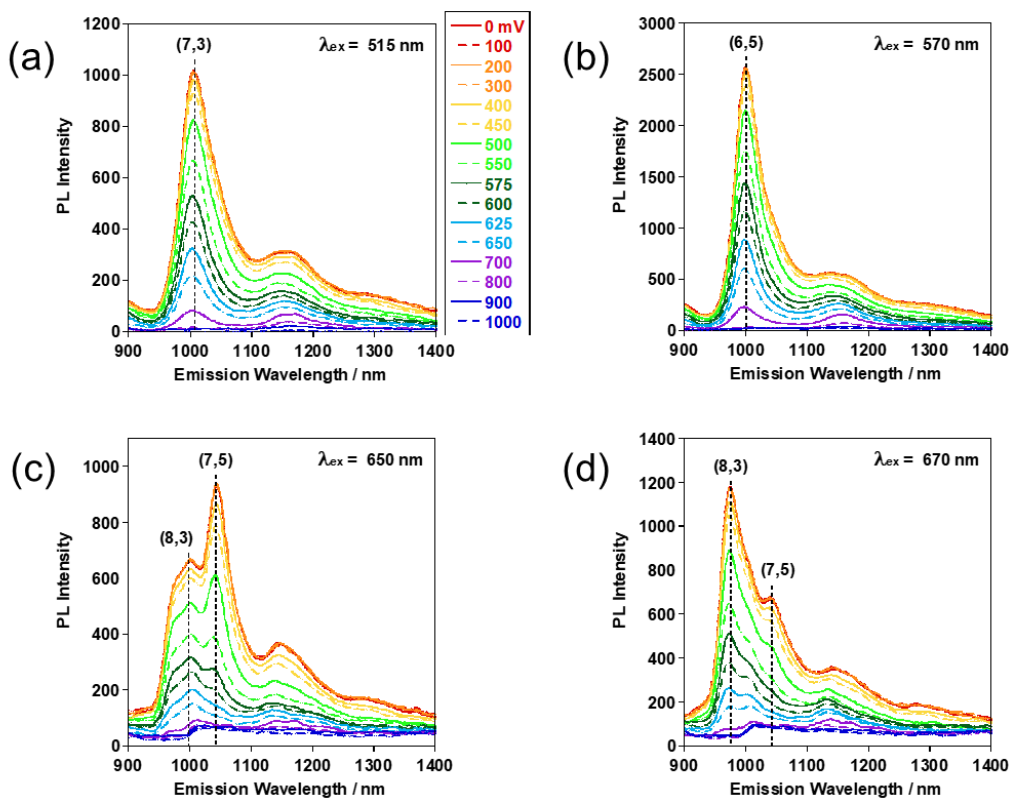 (a)
(7,3)
λex = 515 nm
PL Intensity
1200
1000
800
600
400
200
0
900 1000 1100 1200 1300 1400
Emission Wavelength / nm
0 mV
100
200
300
400
450
500
550
575
600
625
650
700
800
900
1000
(b)
(6,5)
λex = 570 nm
PL Intensity
3000
2500
2000
1500
1000
500
0
900 1000 1100 1200 1300 1400
Emission Wavelength / nm
(c)
(7,5)
(8,3)
λex = 650 nm
PL Intensity
1000
800
600
400
200
0
900 1000 1100 1200 1300 1400
Emission Wavelength / nm
(d)
(8,3)
(7,5)
λex = 670 nm
PL Intensity
1400
1200
1000
800
600
400
200
0
900 1000 1100 1200 1300 1400
Emission Wavelength / nm